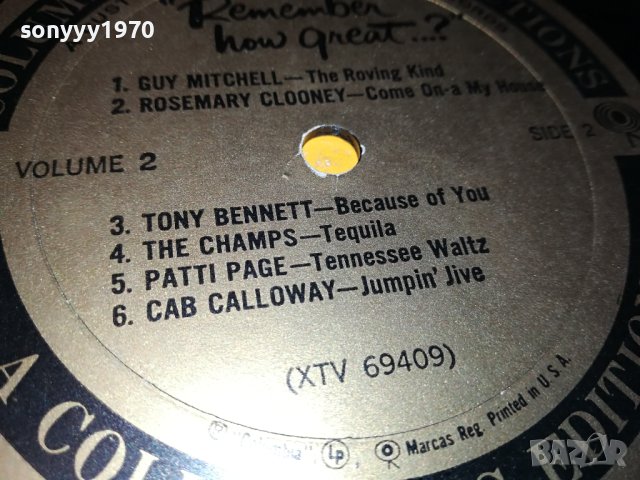 sonyyy1970
"Remember
how great...?"
1. GUY MITCHELL—The Roving Kind
2. ROSEMARY CLOONEY—Come On-a My House
VOLUME 2
SIDE 2
3. TONY BENNETT—Because of You
4. THE CHAMPS—Tequila
5. PATTI PAGE—Tennessee Waltz
6. CAB CALLOWAY—Jumpin' Jive
(XTV 69409)
Lp
Marcas Reg. Printed in U.S.A.
BAZAR